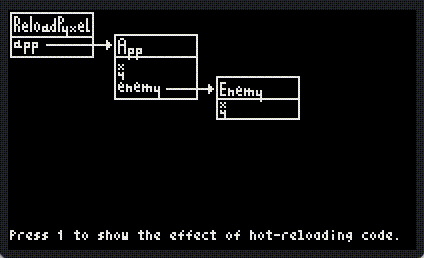 ReloadPyxel
app
App
x
y
enemy
Enemy
x
y
Press 1 to show the effect of hot-reloading code.